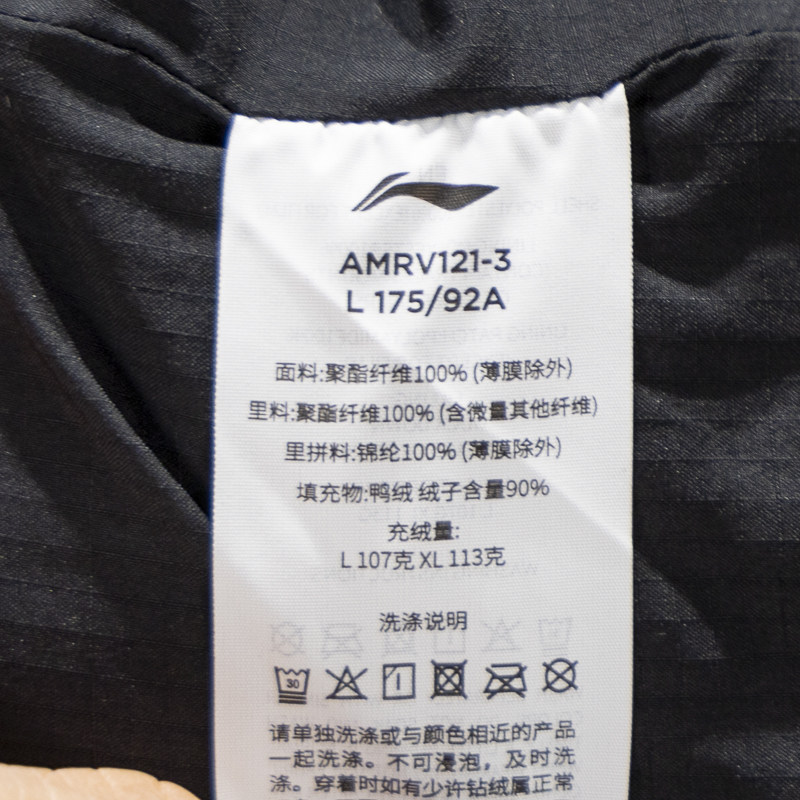 AMRV121-3
L 175/92A
面料:聚酯纤维100% (薄膜除外)
里料:聚酯纤维100% (含微量其他纤维)
里拼料:锦纶100% (薄膜除外)
填充物:鸭绒 绒子含量90%
充绒量:
L 107克 XL 113克
洗涤说明
30
请单独洗涤或与颜色相近的产品
一起洗涤。不可浸泡，及时洗
涤。穿着时如有少许钻绒属正常